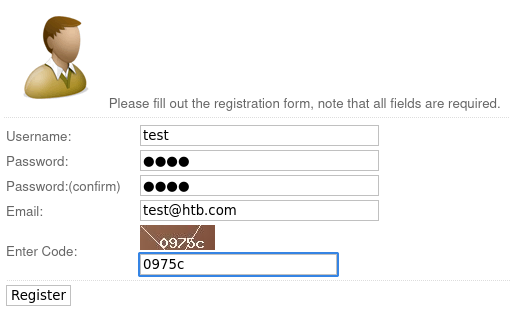 Please fill out the registration form, note that all fields are required.
Username: test
Password: ●●●●
Password:(confirm) ●●●●
Email: test@htb.com
0975c
Enter Code: 0975c
Register